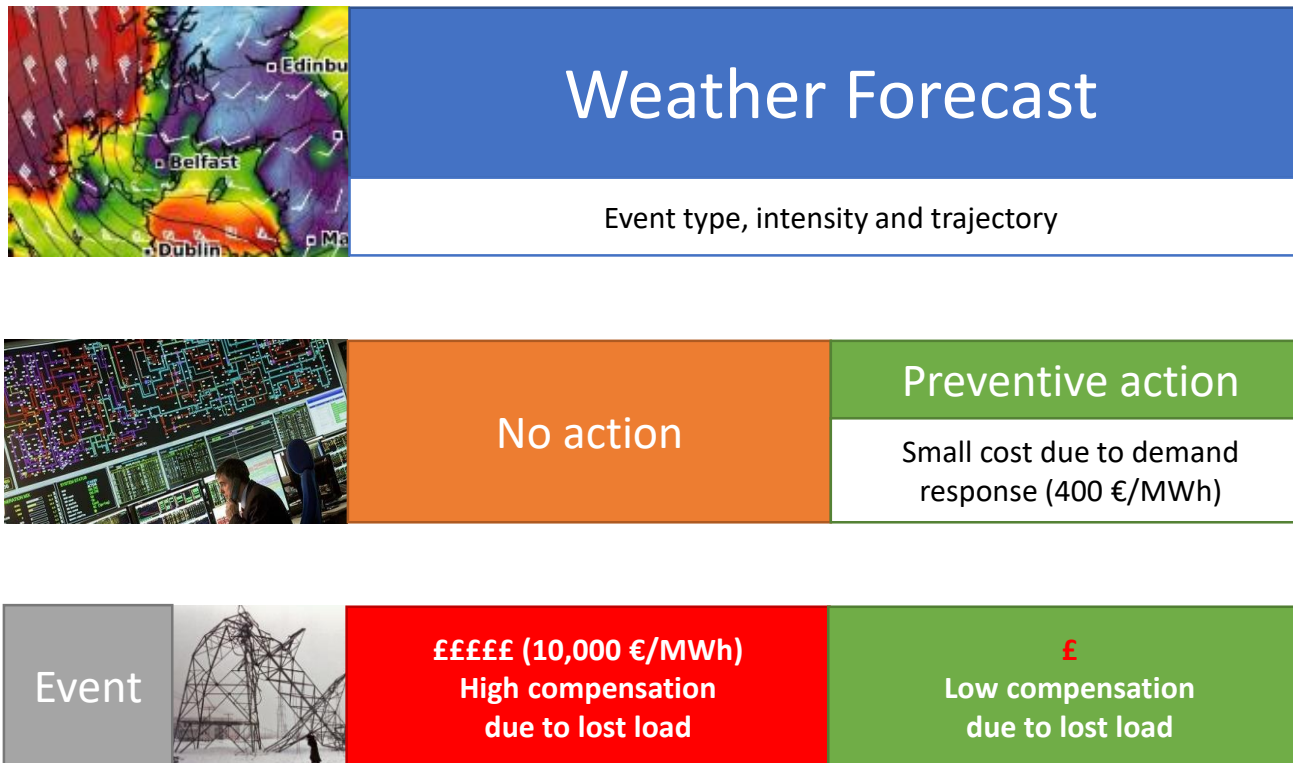 Edinbu
Belfast
Dublin
Ma
Weather Forecast
Event type, intensity and trajectory
No action
Preventive action
Small cost due to demand
response (400 €/MWh)
Event
£££££ (10,000 €/MWh)
High compensation
due to lost load
£
Low compensation
due to lost load